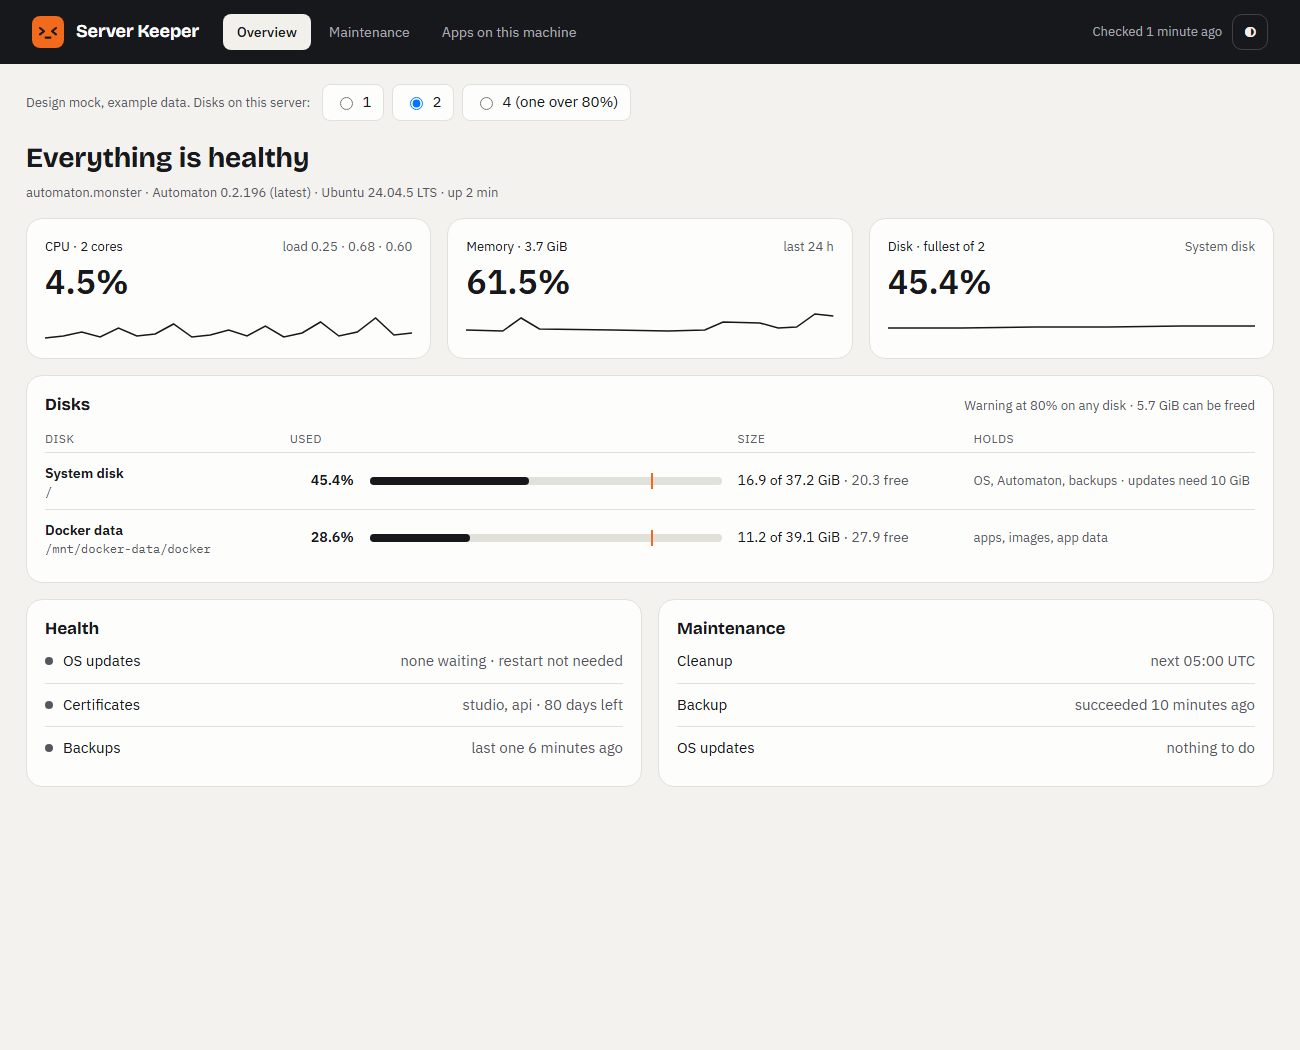 Server Keeper
Overview
Maintenance
Apps on this machine
Checked 1 minute ago
Design mock, example data. Disks on this server:
1
2
4 (one over 80%)
Everything is healthy
automaton.monster · Automaton 0.2.196 (latest) · Ubuntu 24.04.5 LTS · up 2 min
CPU · 2 cores
load 0.25 · 0.68 · 0.60
4.5%
Memory · 3.7 GiB
last 24 h
61.5%
Disk · fullest of 2
System disk
45.4%
Disks
Warning at 80% on any disk · 5.7 GiB can be freed
DISK
USED
SIZE
HOLDS
System disk
/
45.4%
16.9 of 37.2 GiB · 20.3 free
OS, Automaton, backups · updates need 10 GiB
Docker data
/mnt/docker-data/docker
28.6%
11.2 of 39.1 GiB · 27.9 free
apps, images, app data
Health
OS updates
none waiting · restart not needed
Certificates
studio, api · 80 days left
Backups
last one 6 minutes ago
Maintenance
Cleanup
next 05:00 UTC
Backup
succeeded 10 minutes ago
OS updates
nothing to do